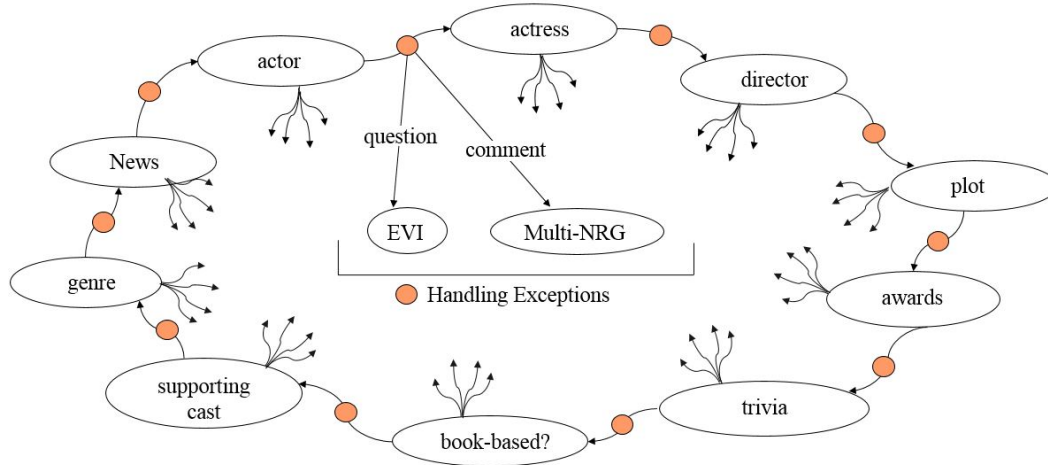 actress
actor
director
question
comment
News
plot
EVI
Multi-NRG
genre
Handling Exceptions
awards
supporting
cast
trivia
book-based?